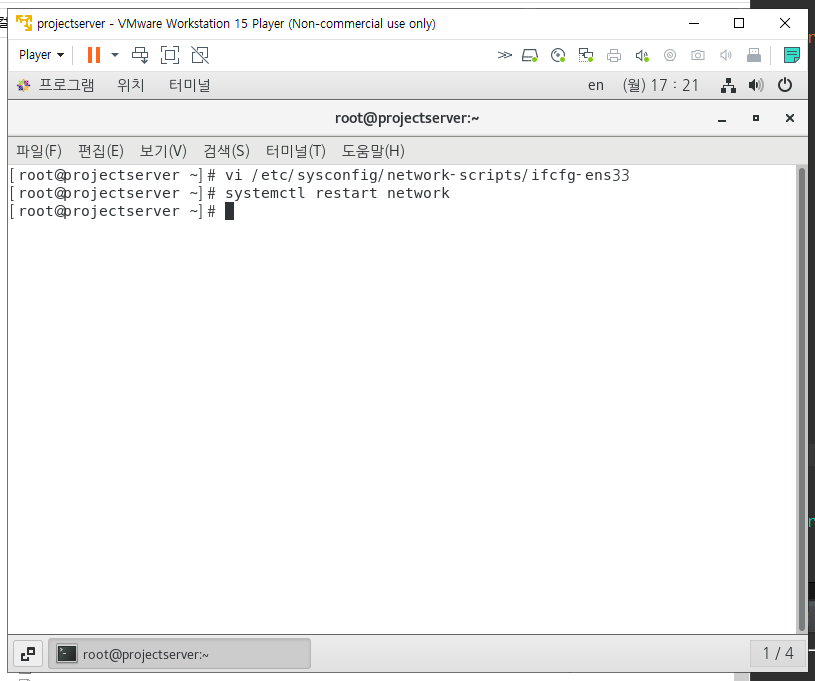 projectserver - VMware Workstation 15 Player (Non-commercial use only)
Player
프로그램 위치 터미널 en (월) 17 : 21
root@projectserver:~
파일(F) 편집(E) 보기(V) 검색(S) 터미널(T) 도움말(H)
[root@projectserver ~]# vi /etc/sysconfig/network-scripts/ifcfg-ens33
[root@projectserver ~]# systemctl restart network
[root@projectserver ~]#
root@projectserver:~ 1 / 4